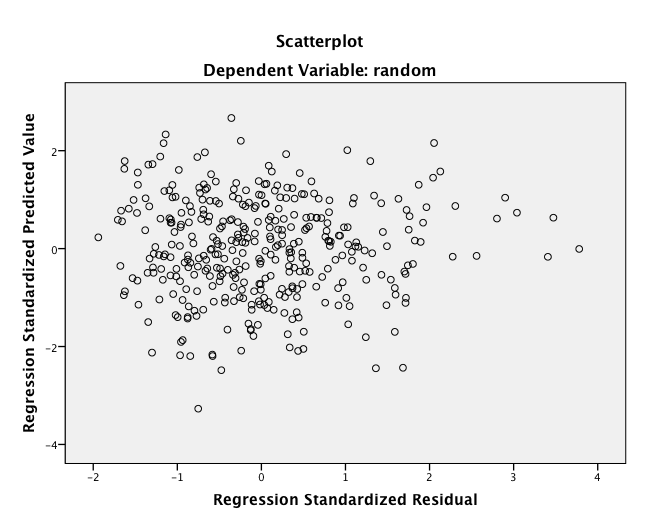 Scatterplot
Dependent Variable: random
Regression Standardized Predicted Value
2
0
-2
-4
-2 -1 0 1 2 3 4
Regression Standardized Residual